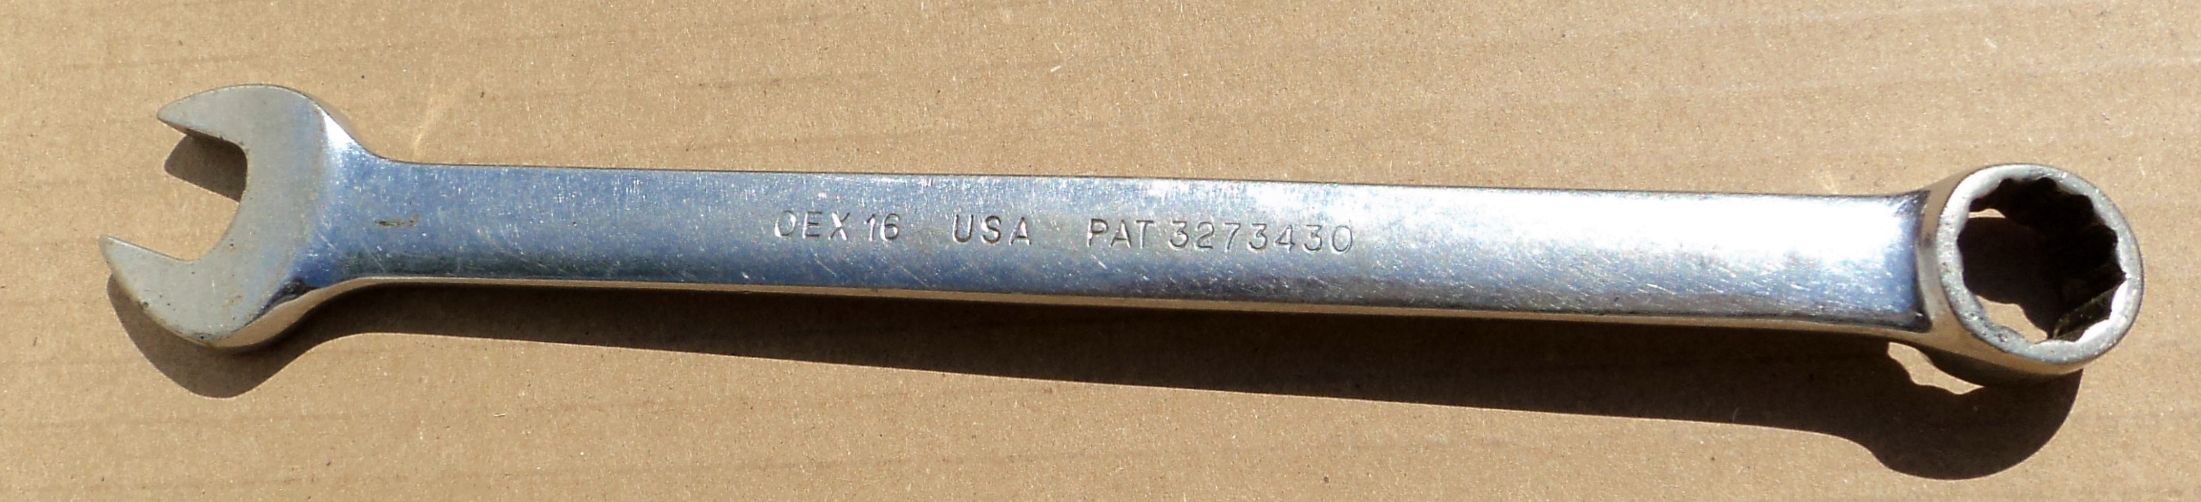 OEX 16 USA PAT 3273430